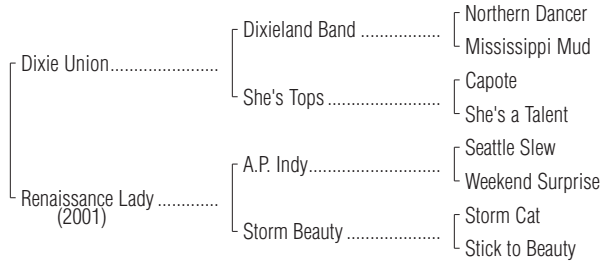 Northern Dancer
Dixieland Band ..................
Mississippi Mud
Dixie Union........................
Capote
She's Tops .........................
She's a Talent
Seattle Slew
A.P. Indy..............................
Weekend Surprise
Renaissance Lady .............
(2001)
Storm Cat
Storm Beauty .....................
Stick to Beauty